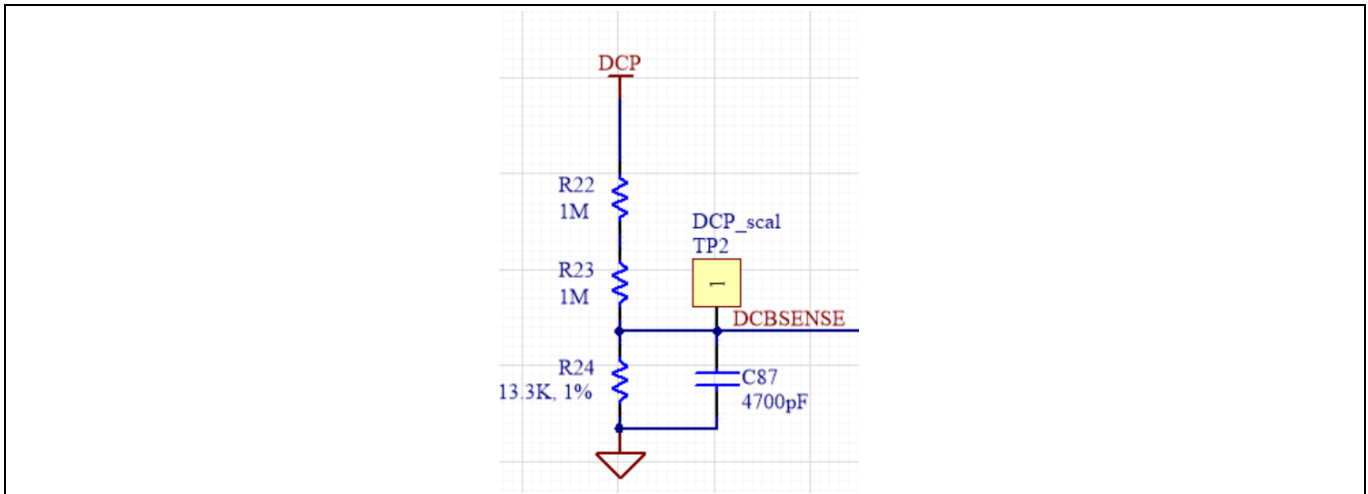 DCP
R22
1M
DCP_scal
TP2
R23
1M
1
DCBSENSE
R24
13.3K, 1%
C87
4700pF